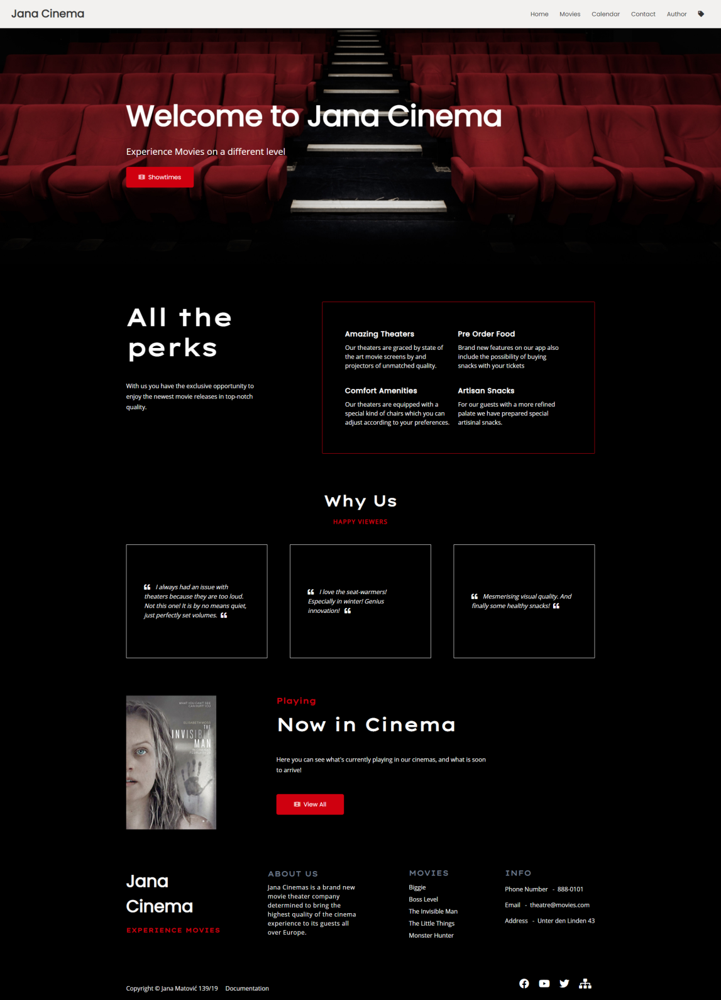 Jana Cinema
Home Movies Calendar Contact Author
Welcome to Jana Cinema
Experience Movies on a different level
Showtimes
All the
perks
With us you have the exclusive opportunity to
enjoy the newest movie releases in top-notch
quality.
Amazing Theaters
Our theaters are graced by state of
the art movie screens by and
projectors of unmatched quality.
Pre Order Food
Brand new features on our app also
include the possibility of buying
snacks with your tickets
Comfort Amenities
Our theaters are equipped with a
special kind of chairs which you can
adjust according to your preferences.
Artisan Snacks
For our guests with a more refined
palate we have prepared special
artisinal snacks.
Why Us
HAPPY VIEWERS
I always had an issue with
theaters because they are too loud.
Not this one! It is by no means quiet,
just perfectly set volumes.
I love the seat-warmers!
Especially in winter! Genius
innovation!
Mesmerising visual quality. And
finally some healthy snacks!
WHAT YOU CAN'T SEE
CAN HURT YOU
ELISABETH MOSS
THE
INVISIBLE
MAN
Playing
Now in Cinema
Here you can see what's currently playing in our cinemas, and what is soon
to arrive!
View All
Jana
Cinema
EXPERIENCE MOVIES
ABOUT US
Jana Cinemas is a brand new
movie theater company
determined to bring the
highest quality of the cinema
experience to its guests all
over Europe.
MOVIES
Biggie
Boss Level
The Invisible Man
The Little Things
Monster Hunter
INFO
Phone Number - 888-0101
Email - theatre@movies.com
Address - Unter den Linden 43
Copyright © Jana Matović 139/19 Documentation